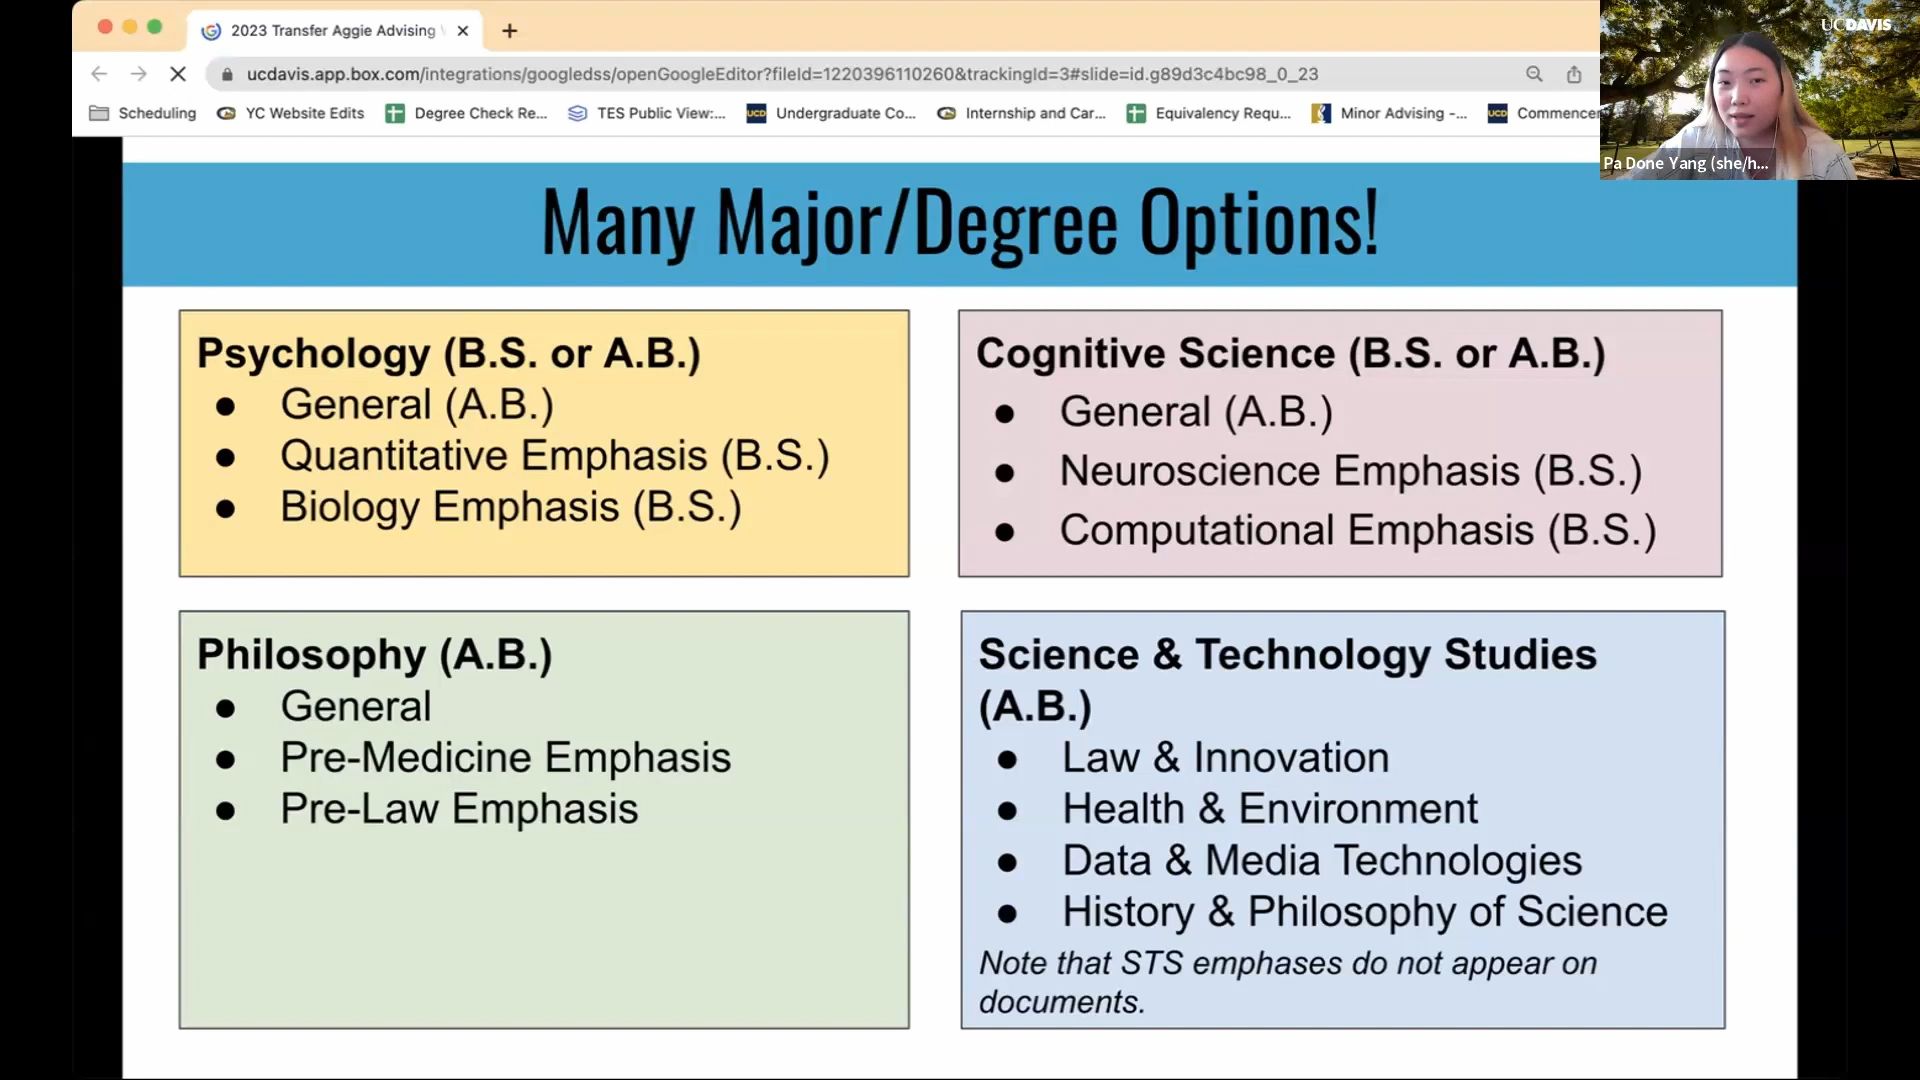 2023 Transfer Aggie Advising
ucdavis.app.box.com/integrations/googledss/openGoogleEditor?fileId=1220396110260&trackingId=3#slide=id.g89d3c4bc98_0_23
Scheduling YC Website Edits Degree Check Re... TES Public View:... UCD Undergraduate Co... Internship and Car... Equivalency Requ... Minor Advising -... UCD Commencer
UCDAVIS
Pa Done Yang (she/h...
Many Major/Degree Options!
Psychology (B.S. or A.B.)
● General (A.B.)
● Quantitative Emphasis (B.S.)
● Biology Emphasis (B.S.)
Cognitive Science (B.S. or A.B.)
● General (A.B.)
● Neuroscience Emphasis (B.S.)
● Computational Emphasis (B.S.)
Philosophy (A.B.)
● General
● Pre-Medicine Emphasis
● Pre-Law Emphasis
Science & Technology Studies
(A.B.)
● Law & Innovation
● Health & Environment
● Data & Media Technologies
● History & Philosophy of Science
Note that STS emphases do not appear on
documents.